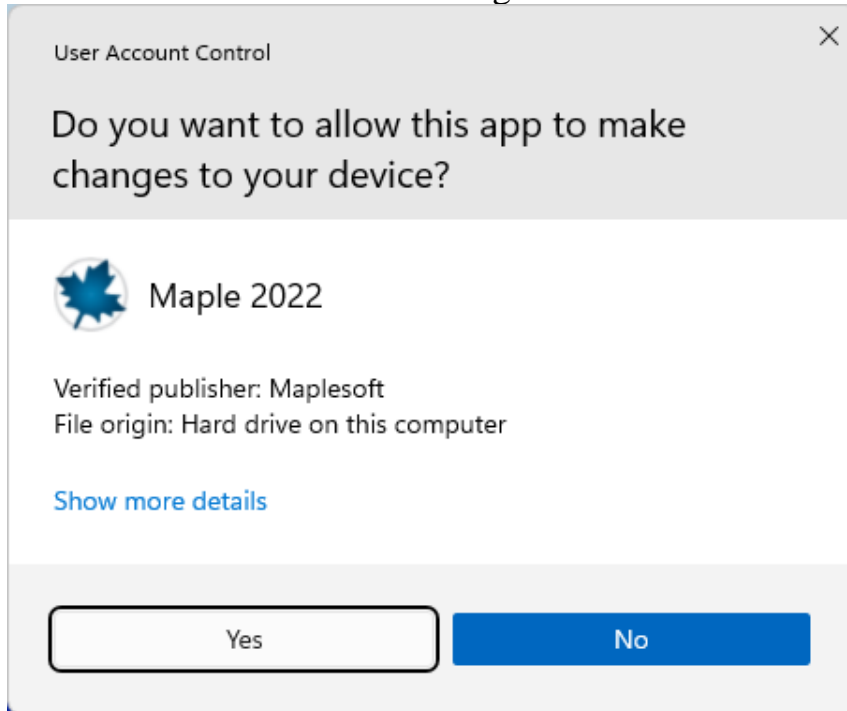 User Account Control
Do you want to allow this app to make
changes to your device?
Maple 2022
Verified publisher: Maplesoft
File origin: Hard drive on this computer
Show more details
Yes
No